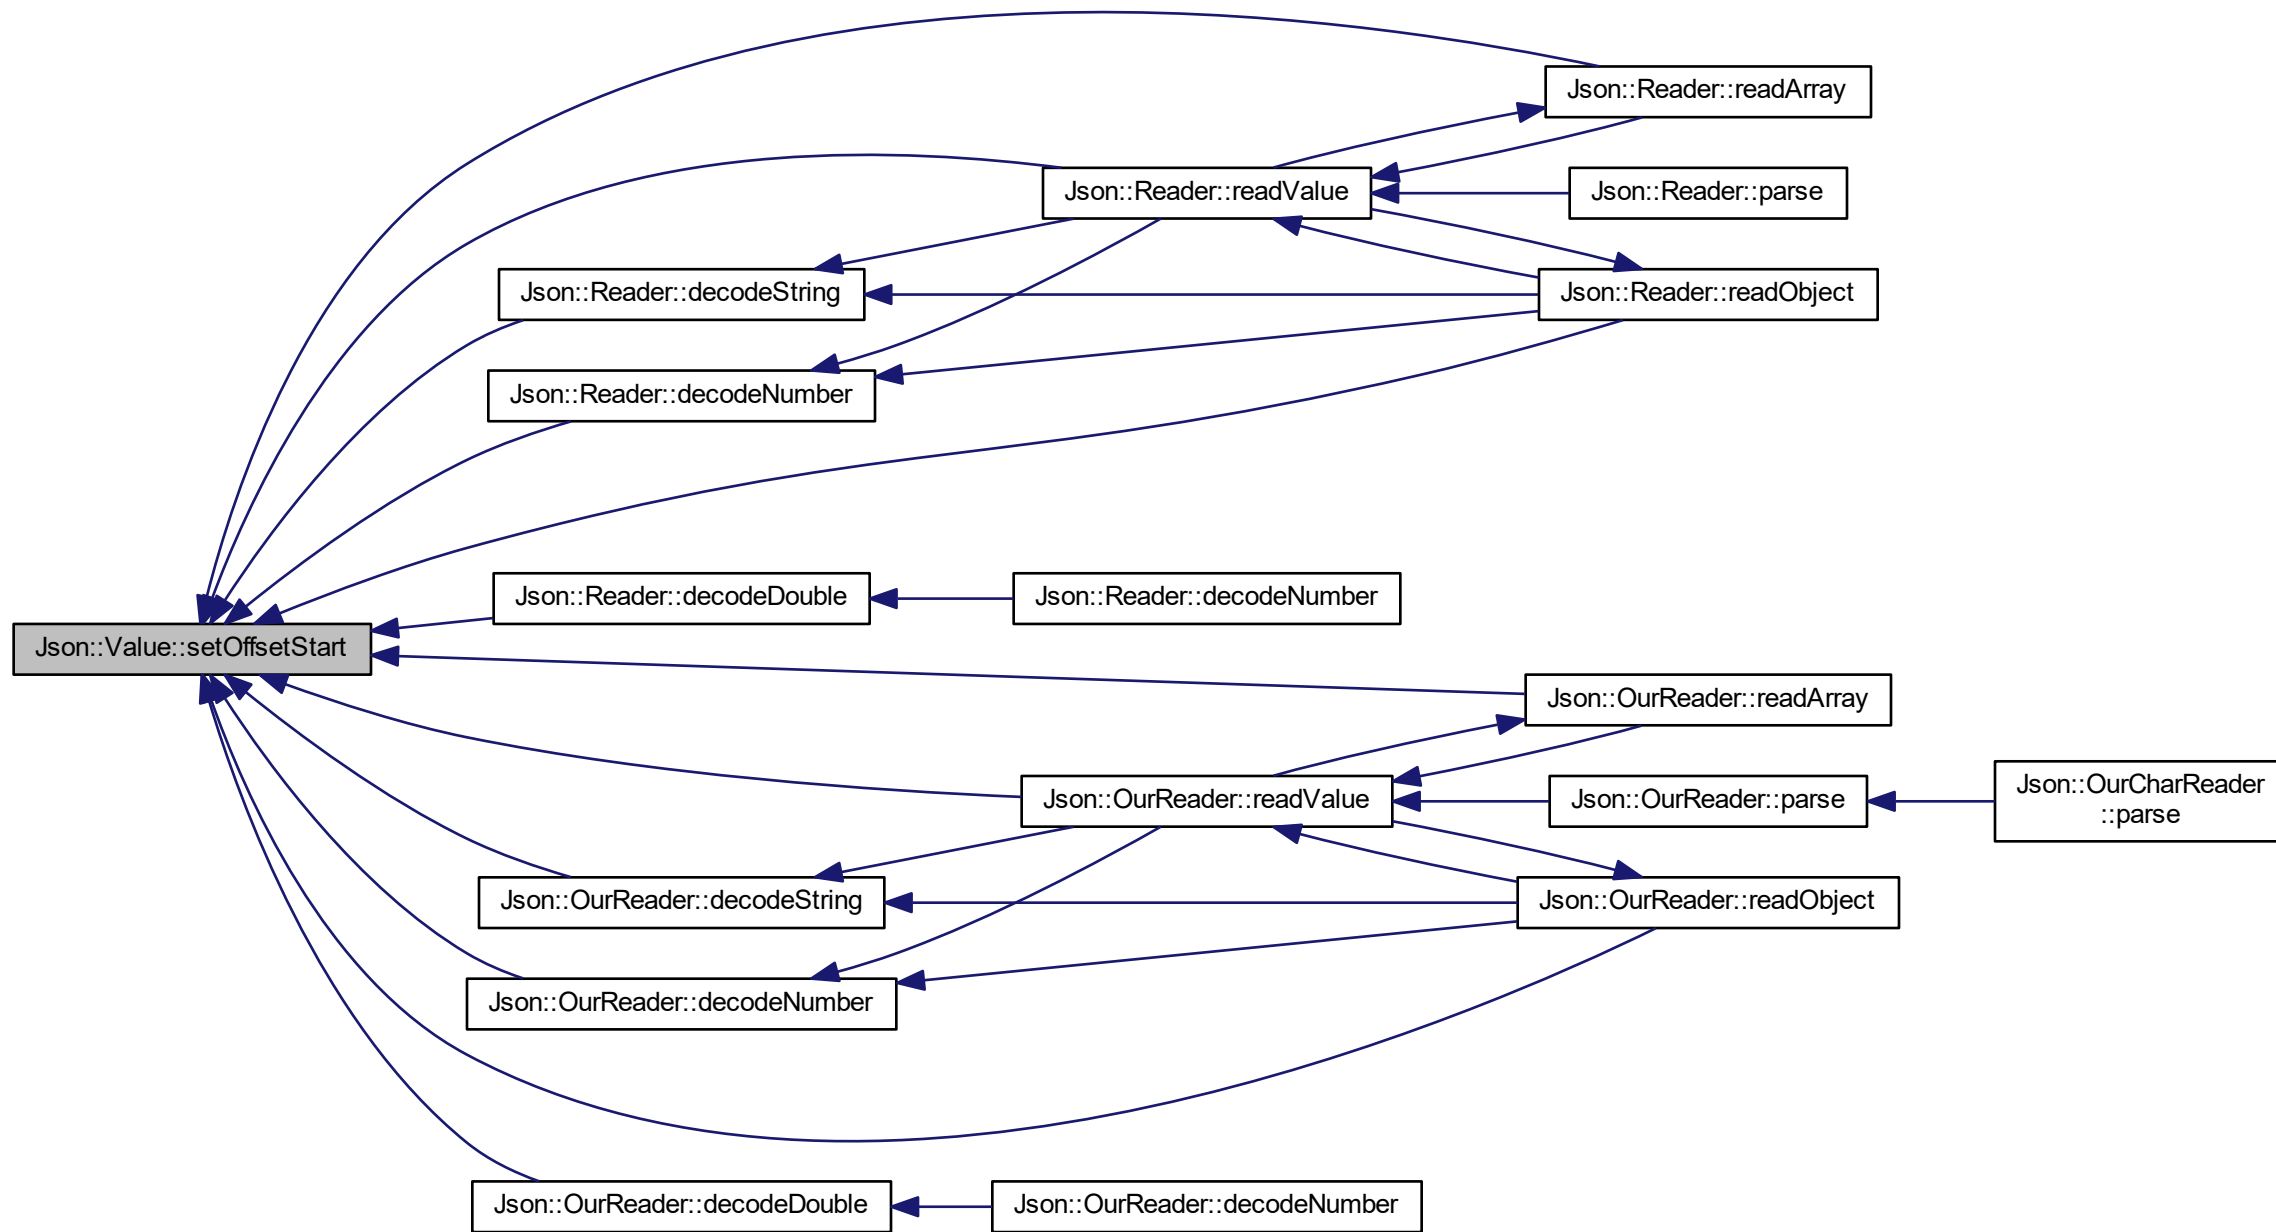 Json::Reader::readArray
Json::Reader::readValue
Json::Reader::parse
Json::Reader::decodeString
Json::Reader::readObject
Json::Reader::decodeNumber
Json::Reader::decodeDouble
Json::Reader::decodeNumber
Json::Value::setOffsetStart
Json::OurReader::readArray
Json::OurReader::readValue
Json::OurReader::parse
Json::OurCharReader
::parse
Json::OurReader::decodeString
Json::OurReader::readObject
Json::OurReader::decodeNumber
Json::OurReader::decodeDouble
Json::OurReader::decodeNumber